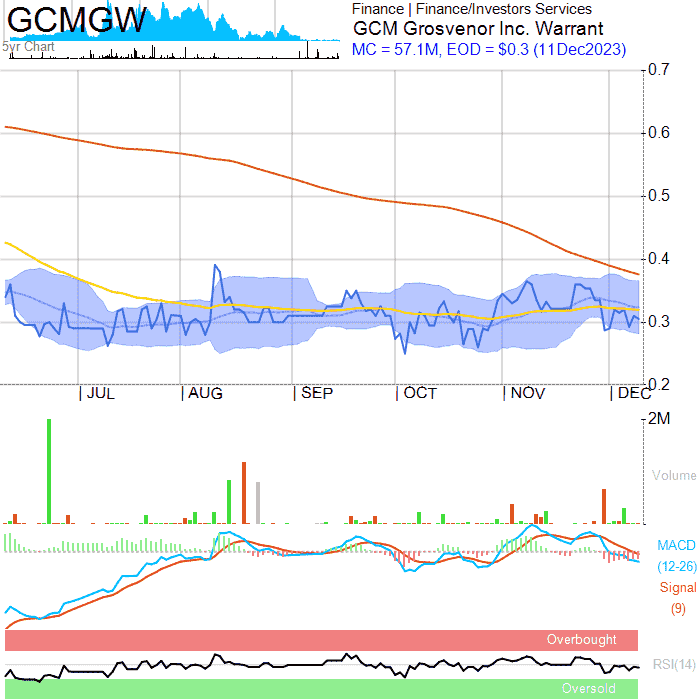 GCMGW
5yr Chart
Finance | Finance/Investors Services
GCM Grosvenor Inc. Warrant
MC = 57.1M, EOD = $0.3 (11Dec2023)
0.7
0.6
0.5
0.4
0.3
0.2
| JUL | AUG | SEP | OCT | NOV | DEC
2M
Volume
MACD
(12-26)
Signal
(9)
Overbought
RSI(14)
Oversold